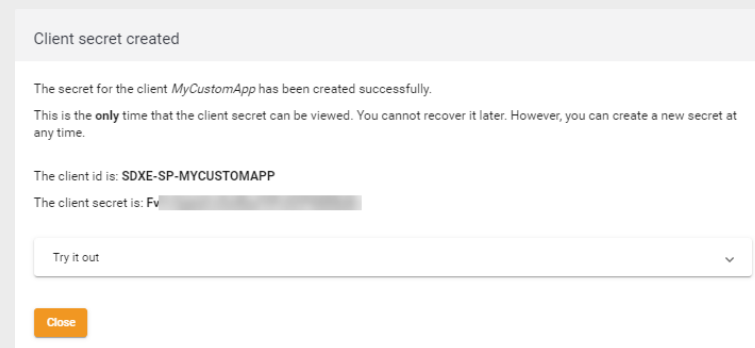 Client secret created
The secret for the client MyCustomApp has been created successfully.
This is the only time that the client secret can be viewed. You cannot recover it later. However, you can create a new secret at
any time.
The client id is: SDXE-SP-MYCUSTOMAPP
The client secret is: Fv
Try it out
Close